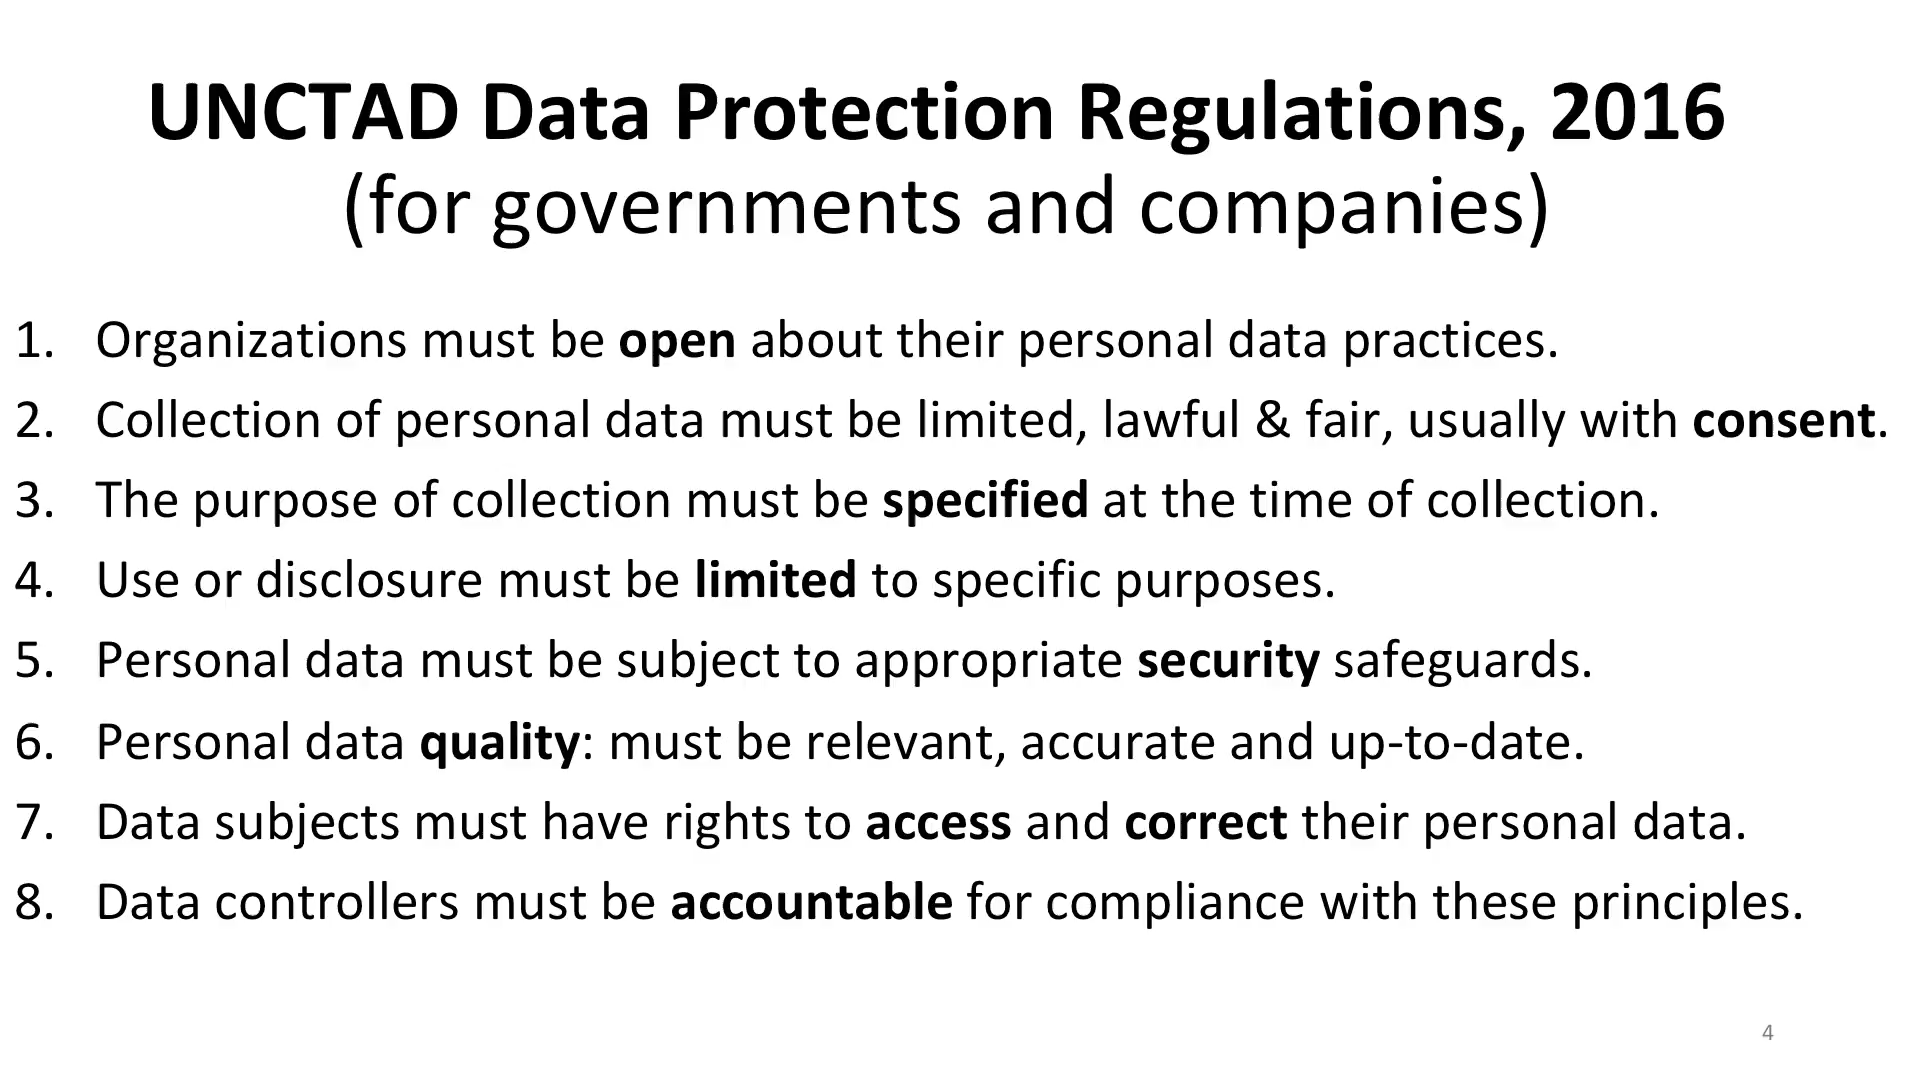 UNCTAD Data Protection Regulations, 2016
(for governments and companies)
1. Organizations must be open about their personal data practices.
2. Collection of personal data must be limited, lawful & fair, usually with consent.
3. The purpose of collection must be specified at the time of collection.
4. Use or disclosure must be limited to specific purposes.
5. Personal data must be subject to appropriate security safeguards.
6. Personal data quality: must be relevant, accurate and up-to-date.
7. Data subjects must have rights to access and correct their personal data.
8. Data controllers must be accountable for compliance with these principles.
4